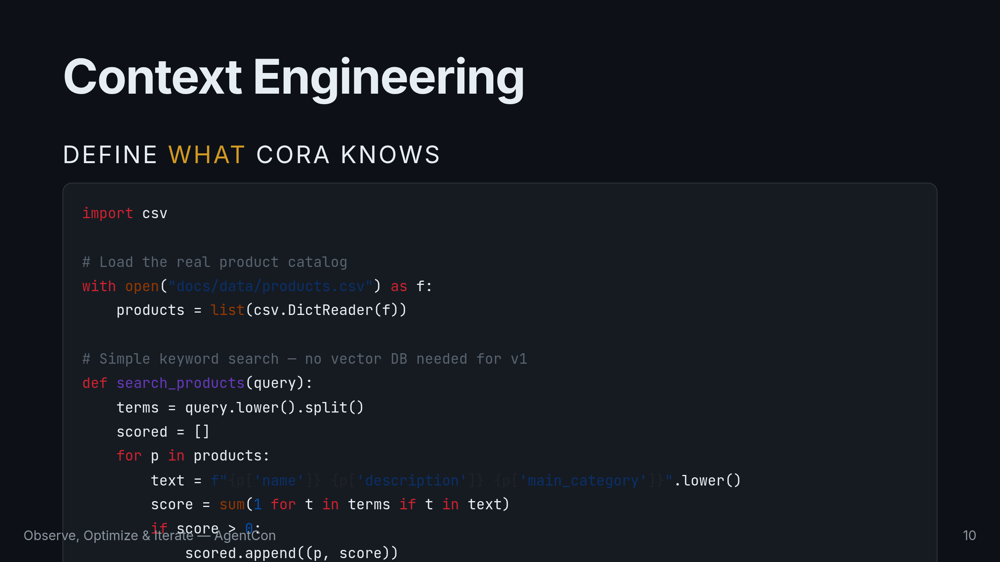 Context Engineering
DEFINE WHAT CORA KNOWS
import csv
# Load the real product catalog
with open("docs/data/products.csv") as f:
    products = list(csv.DictReader(f))
# Simple keyword search — no vector DB needed for v1
def search_products(query):
    terms = query.lower().split()
    scored = []
    for p in products:
        text = f"{p['name']} {p['description']} {p['main_category']}".lower()
        score = sum(1 for t in terms if t in text)
        if score > 0:
            scored.append((p, score))
Observe, Optimize & Iterate — AgentCon
10